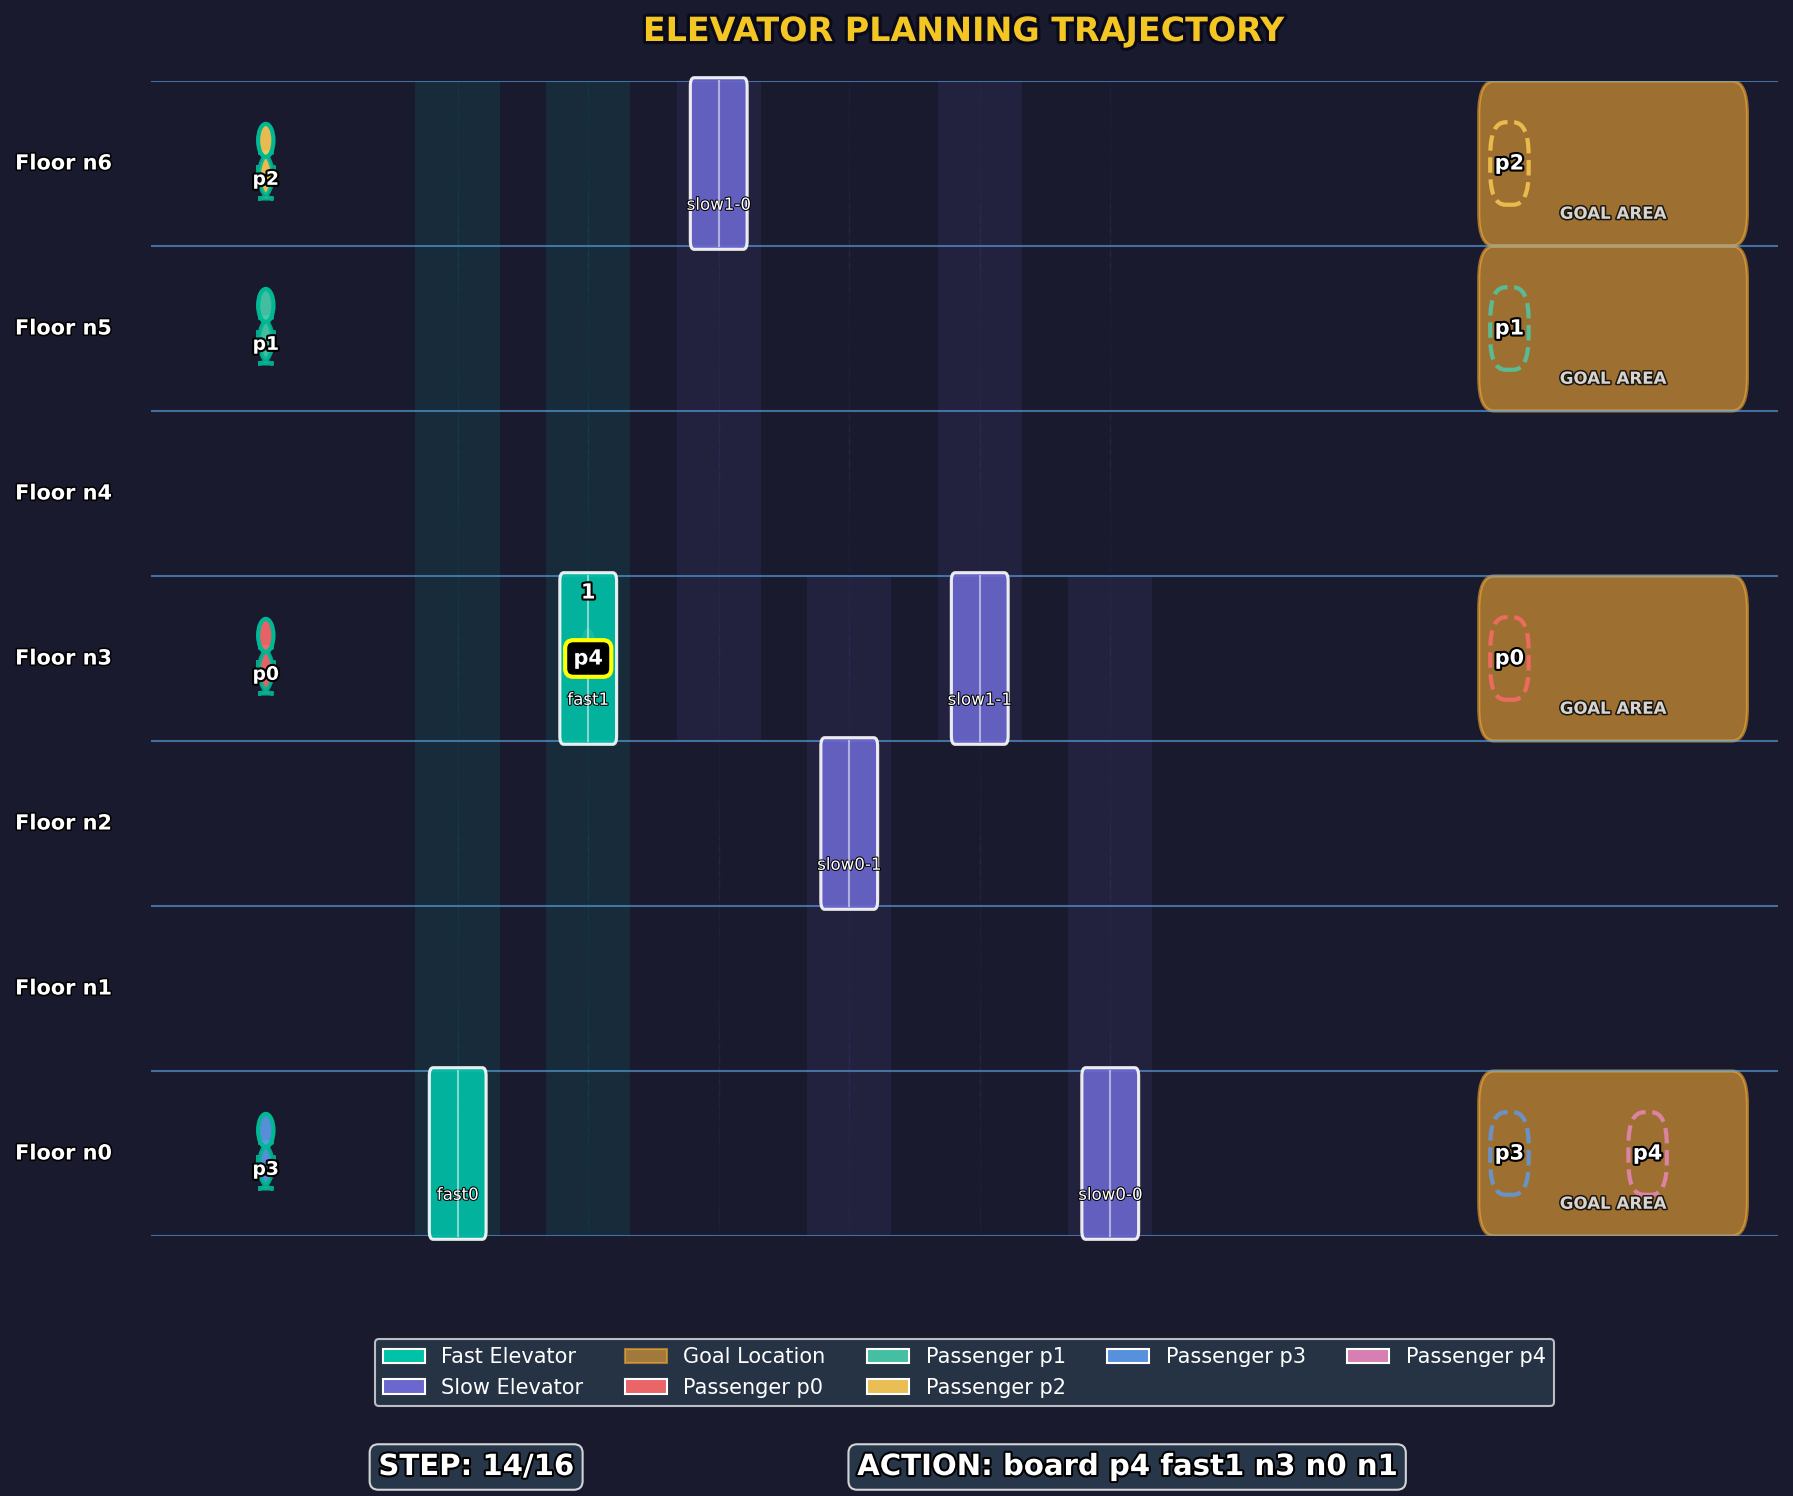 ELEVATOR PLANNING TRAJECTORY
Floor n6
p2
slow1-0
p2
GOAL AREA
Floor n5
p1
p1
GOAL AREA
Floor n4
Floor n3
p0
1
p4
fast1
slow1-1
p0
GOAL AREA
Floor n2
slow0-1
Floor n1
Floor n0
p3
fast0
slow0-0
p3
p4
GOAL AREA
Fast Elevator
Goal Location
Passenger p1
Passenger p3
Passenger p4
Slow Elevator
Passenger p0
Passenger p2
STEP: 14/16
ACTION: board p4 fast1 n3 n0 n1